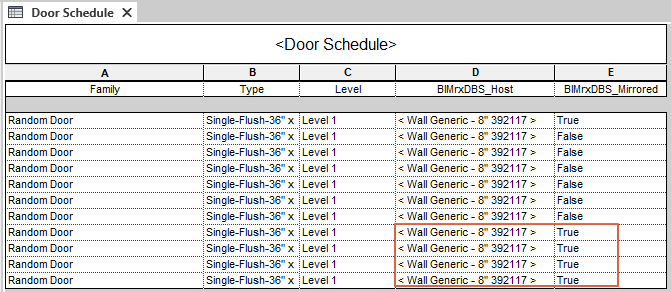 Door Schedule
<Door Schedule>
A B C D E
Family Type Level BIMrxDBS_Host BIMrxDBS_Mirrored
Random Door Single-Flush-36" x Level 1 < Wall Generic - 8" 392117 > True
Random Door Single-Flush-36" x Level 1 < Wall Generic - 8" 392117 > False
Random Door Single-Flush-36" x Level 1 < Wall Generic - 8" 392117 > False
Random Door Single-Flush-36" x Level 1 < Wall Generic - 8" 392117 > False
Random Door Single-Flush-36" x Level 1 < Wall Generic - 8" 392117 > False
Random Door Single-Flush-36" x Level 1 < Wall Generic - 8" 392117 > False
Random Door Single-Flush-36" x Level 1 < Wall Generic - 8" 392117 > False
Random Door Single-Flush-36" x Level 1 < Wall Generic - 8" 392117 > True
Random Door Single-Flush-36" x Level 1 < Wall Generic - 8" 392117 > True
Random Door Single-Flush-36" x Level 1 < Wall Generic - 8" 392117 > True
Random Door Single-Flush-36" x Level 1 < Wall Generic - 8" 392117 > True